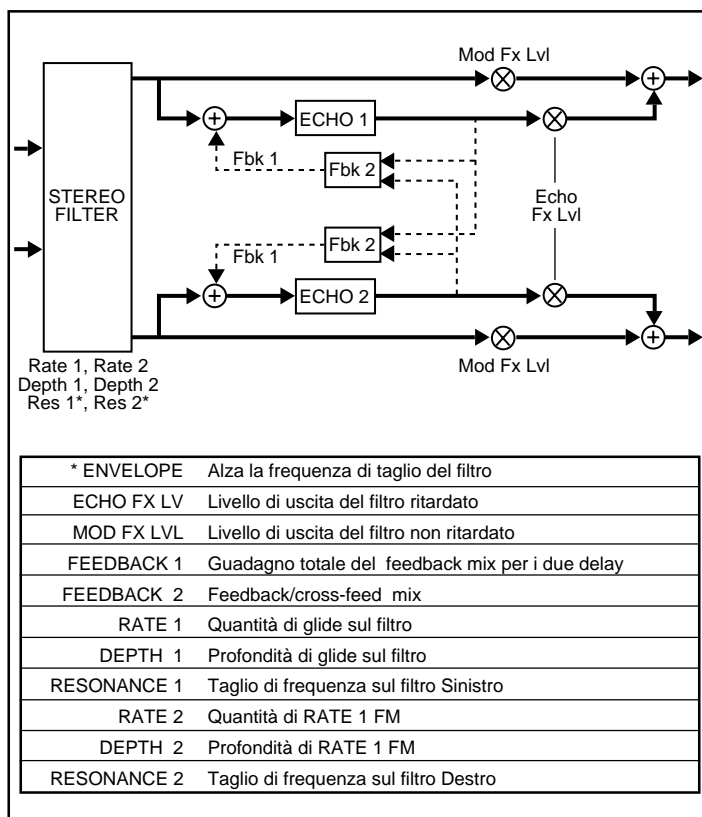 Mod Fx Lvl
ECHO 1
Fbk 1
Fbk 2
STEREO
FILTER
Echo
Fx Lvl
Fbk 2
Fbk 1
ECHO 2
Rate 1, Rate 2
Depth 1, Depth 2
Res 1*, Res 2*
Mod Fx Lvl
* ENVELOPE Alza la frequenza di taglio del filtro
ECHO FX LV Livello di uscita del filtro ritardato
MOD FX LVL Livello di uscita del filtro non ritardato
FEEDBACK 1 Guadagno totale del feedback mix per i due delay
FEEDBACK 2 Feedback/cross-feed mix
RATE 1 Quantità di glide sul filtro
DEPTH 1 Profondità di glide sul filtro
RESONANCE 1 Taglio di frequenza sul filtro Sinistro
RATE 2 Quantità di RATE 1 FM
DEPTH 2 Profondità di RATE 1 FM
RESONANCE 2 Taglio di frequenza sul filtro Destro